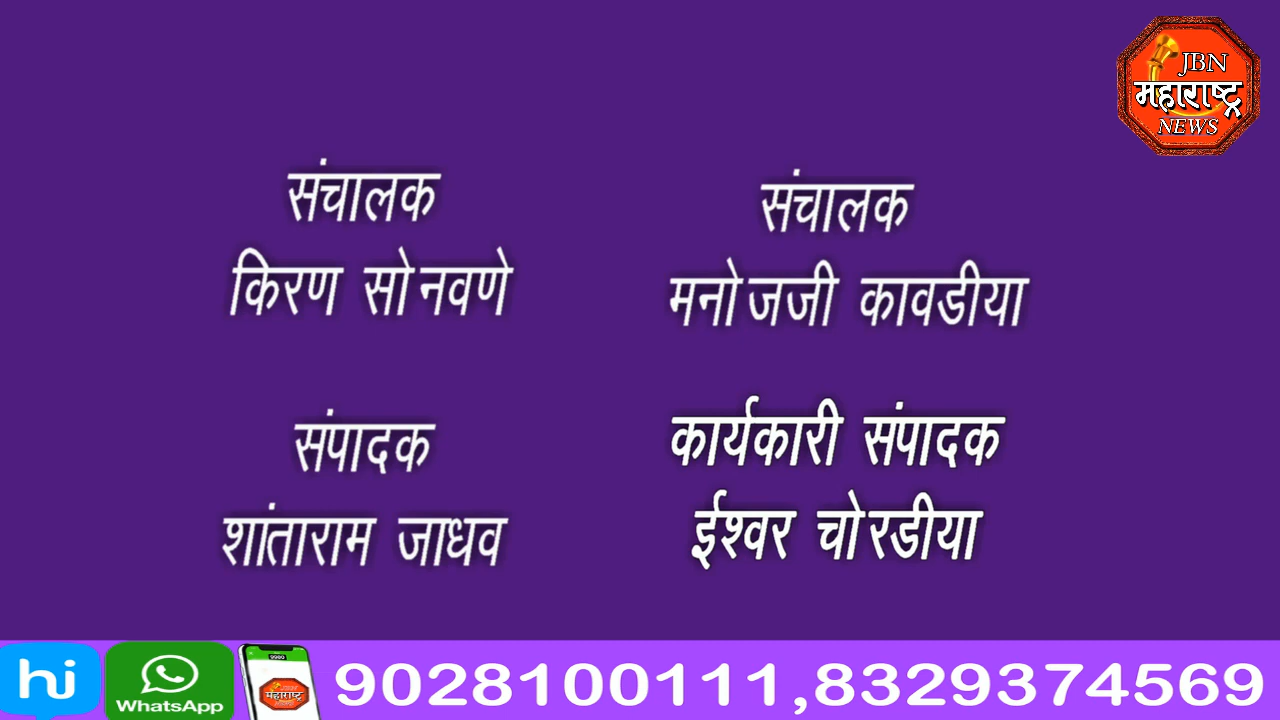 JBN
महाराष्ट्र
NEWS
संचालक
किरण सोनवणे
संचालक
मनोजजी कावडीया
संपादक
शांताराम जाधव
कार्यकारी संपादक
ईश्वर चोरडीया
hi
WhatsApp
महाराष्ट्र
9028100111,8329374569